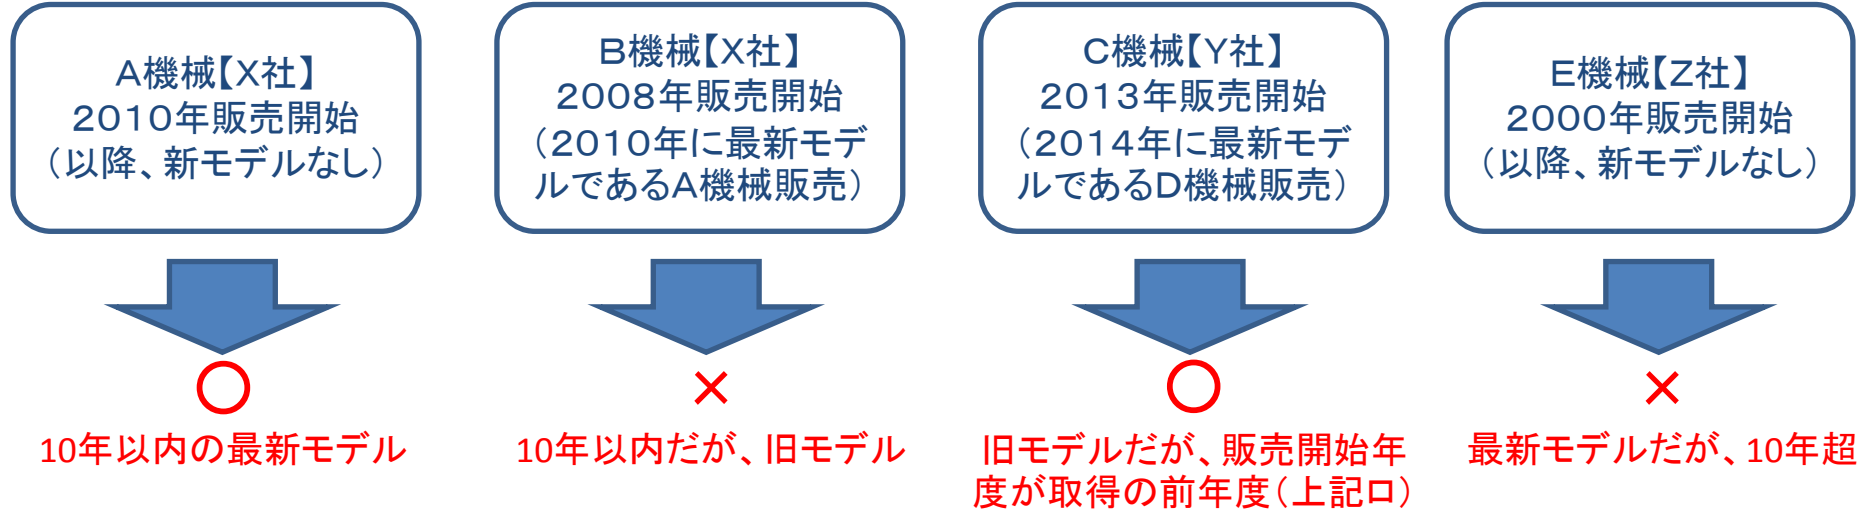 A機械【X社】
2010年販売開始
(以降、新モデルなし)
B機械【X社】
2008年販売開始
(2010年に最新モデ
ルであるA機械販売)
C機械【Y社】
2013年販売開始
(2014年に最新モデ
ルであるD機械販売)
E機械【Z社】
2000年販売開始
(以降、新モデルなし)
○
10年以内の最新モデル
×
10年以内だが、旧モデル
○
旧モデルだが、販売開始年
度が取得の前年度(上記ロ)
×
最新モデルだが、10年超